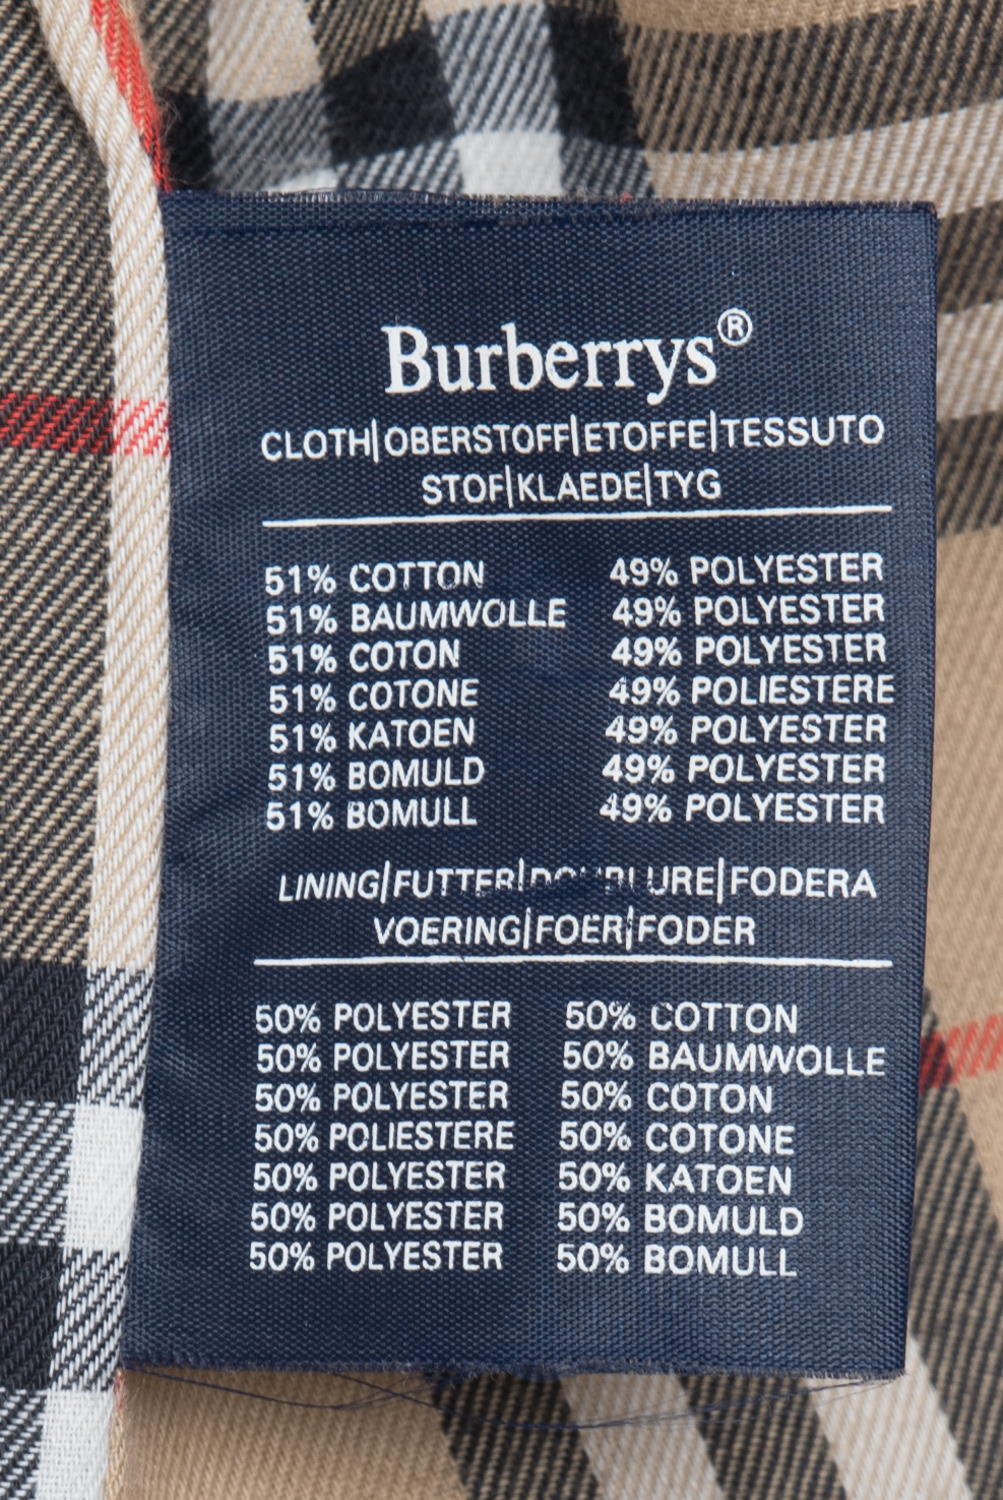 Burberrys®
CLOTH|OBERSTOFF|ETOFFE|TESSUTO
STOF|KLAEDE|TYG
51% COTTON 49% POLYESTER
51% BAUMWOLLE 49% POLYESTER
51% COTON 49% POLYESTER
51% COTONE 49% POLIESTERE
51% KATOEN 49% POLYESTER
51% BOMULD 49% POLYESTER
51% BOMULL 49% POLYESTER
LINING|FUTTER|DOUBLURE|FODERA
VOERING|FOER|FODER
50% POLYESTER 50% COTTON
50% POLYESTER 50% BAUMWOLLE
50% POLYESTER 50% COTON
50% POLIESTERE 50% COTONE
50% POLYESTER 50% KATOEN
50% POLYESTER 50% BOMULD
50% POLYESTER 50% BOMULL